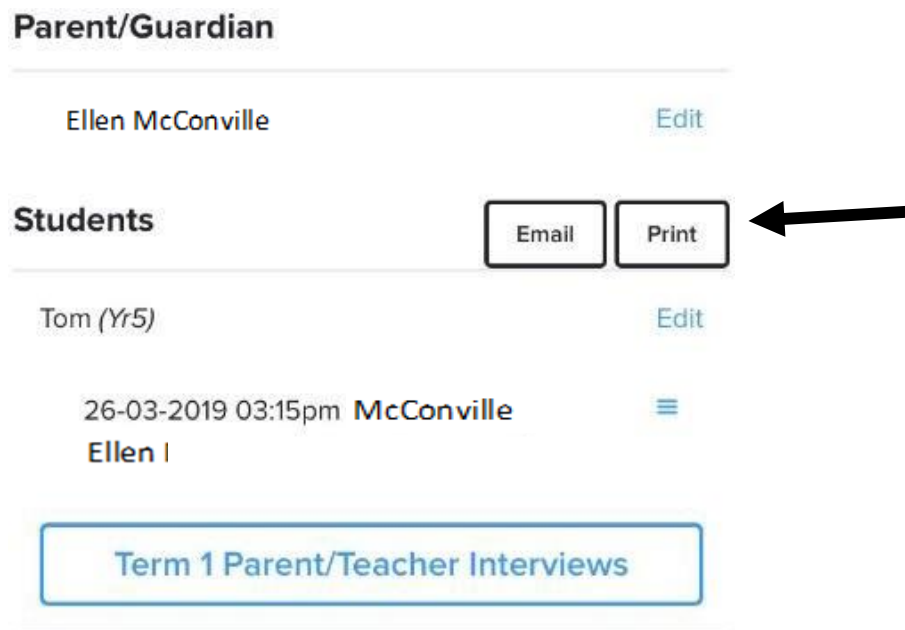 Parent/Guardian
Ellen McConville Edit
Students Email Print
Tom (Yr5) Edit
26-03-2019 03:15pm McConville
Ellen
Term 1 Parent/Teacher Interviews